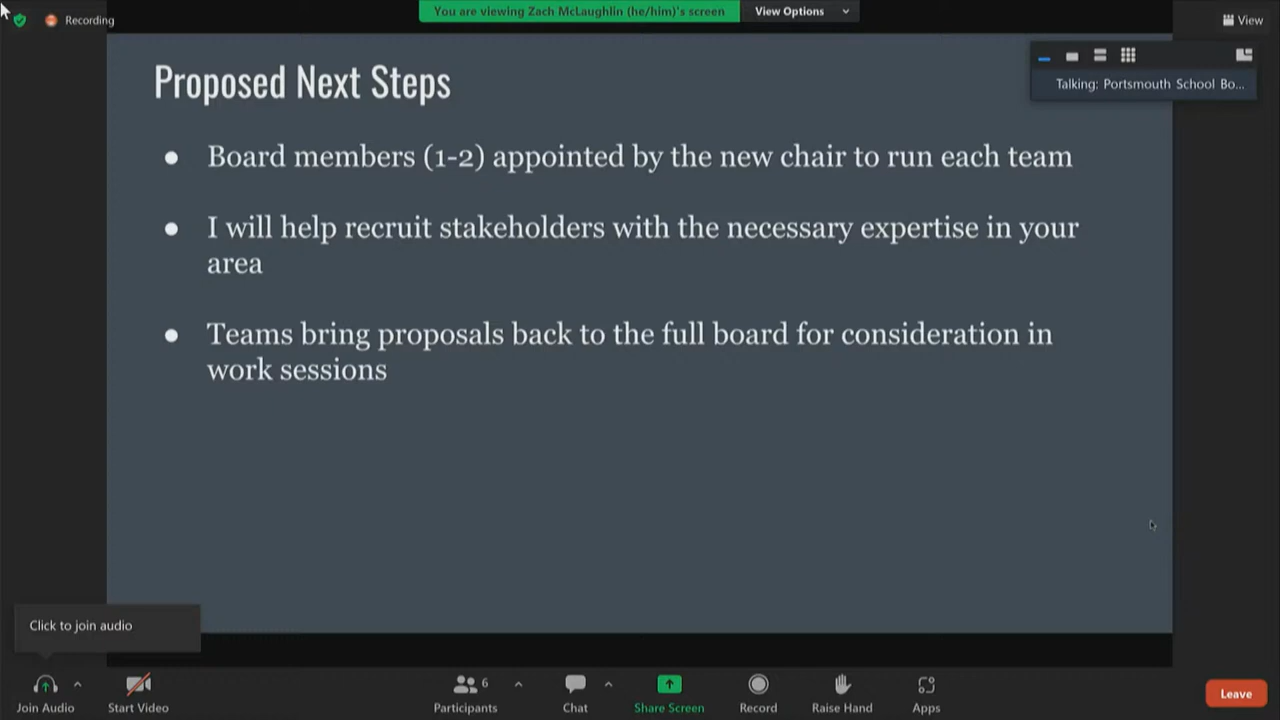 Recording
You are viewing Zach McLaughlin (he/him)'s screen
View Options
View
Talking: Portsmouth School Bo...
Proposed Next Steps
● Board members (1-2) appointed by the new chair to run each team
● I will help recruit stakeholders with the necessary expertise in your
area
● Teams bring proposals back to the full board for consideration in
work sessions
Click to join audio
Join Audio
Start Video
6
Participants
Chat
Share Screen
Record
Raise Hand
Apps
Leave